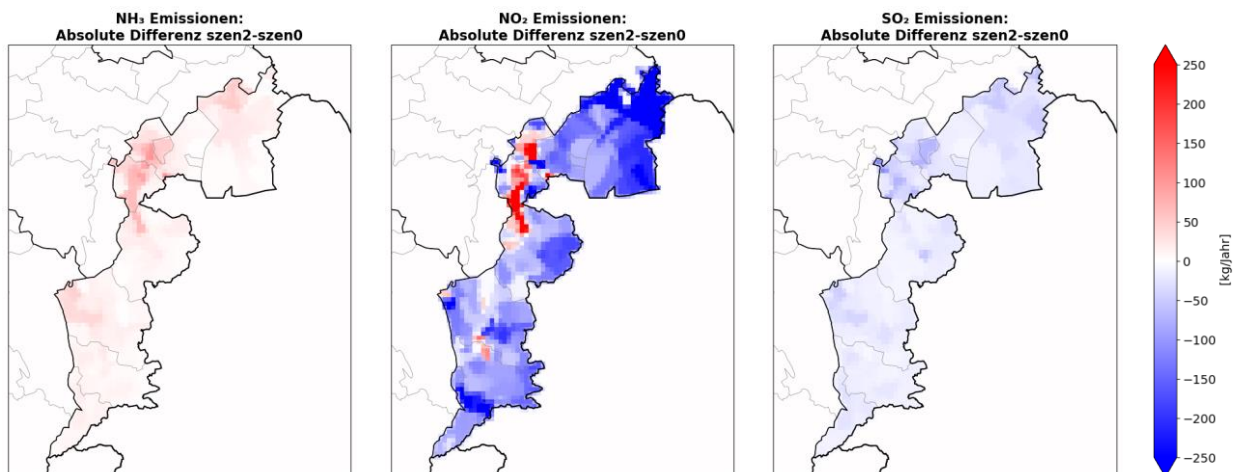 NH₃ Emissionen:
Absolute Differenz szen2-szen0
NO₂ Emissionen:
Absolute Differenz szen2-szen0
SO₂ Emissionen:
Absolute Differenz szen2-szen0
250
200
150
100
50
0
−50
−100
−150
−200
−250
[kg/Jahr]